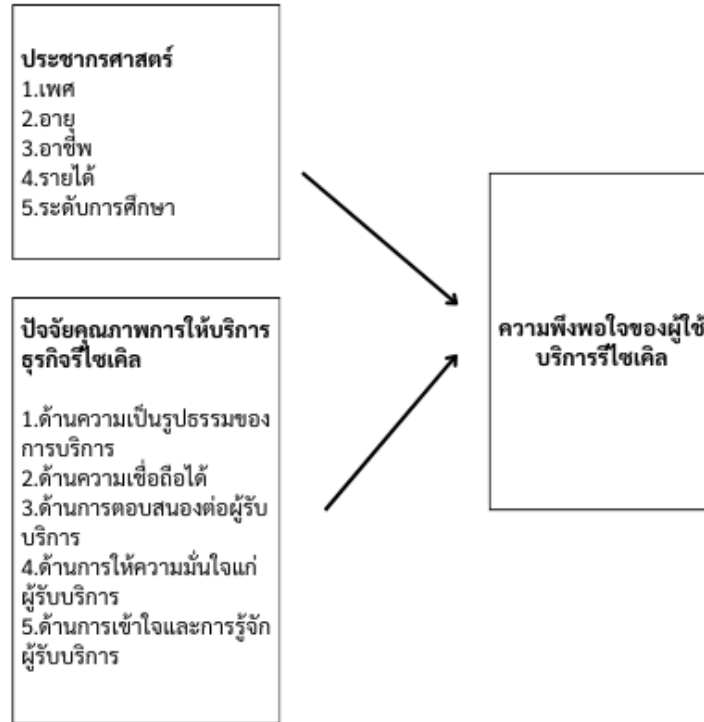 ประชากรศาสตร์
1.เพศ
2.อายุ
3.อาชีพ
4.รายได้
5.ระดับการศึกษา
ปัจจัยคุณภาพการให้บริการ
ธุรกิจรีไซเคิล
1.ด้านความเป็นรูปธรรมของ
การบริการ
2.ด้านความเชื่อถือได้
3.ด้านการตอบสนองต่อผู้รับ
บริการ
4.ด้านการให้ความมั่นใจแก่
ผู้รับบริการ
5.ด้านการเข้าใจและการรู้จัก
ผู้รับบริการ
ความพึงพอใจของผู้ใช้
บริการรีไซเคิล